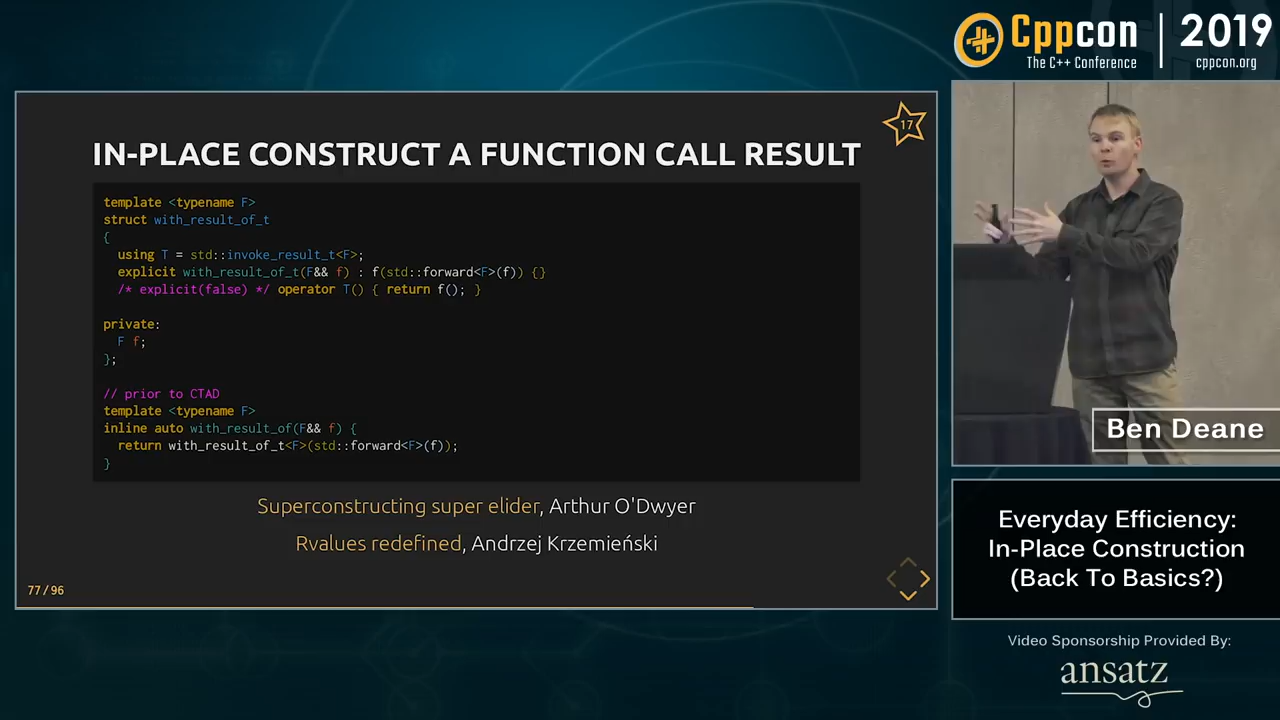 Cppcon | 2019
The C++ Conference
cppcon.org
17
IN-PLACE CONSTRUCT A FUNCTION CALL RESULT
template <typename F>
struct with_result_of_t
{
  using T = std::invoke_result_t<F>;
  explicit with_result_of_t(F&& f) : f(std::forward<F>(f)) {}
  /* explicit(false) */ operator T() { return f(); }
private:
  F f;
};
// prior to CTAD
template <typename F>
inline auto with_result_of(F&& f) {
  return with_result_of_t<F>(std::forward<F>(f));
}
Superconstructing super elider, Arthur O'Dwyer
Rvalues redefined, Andrzej Krzemieński
77 / 96
Ben Deane
Everyday Efficiency:
In-Place Construction
(Back To Basics?)
Video Sponsorship Provided By:
ansatz